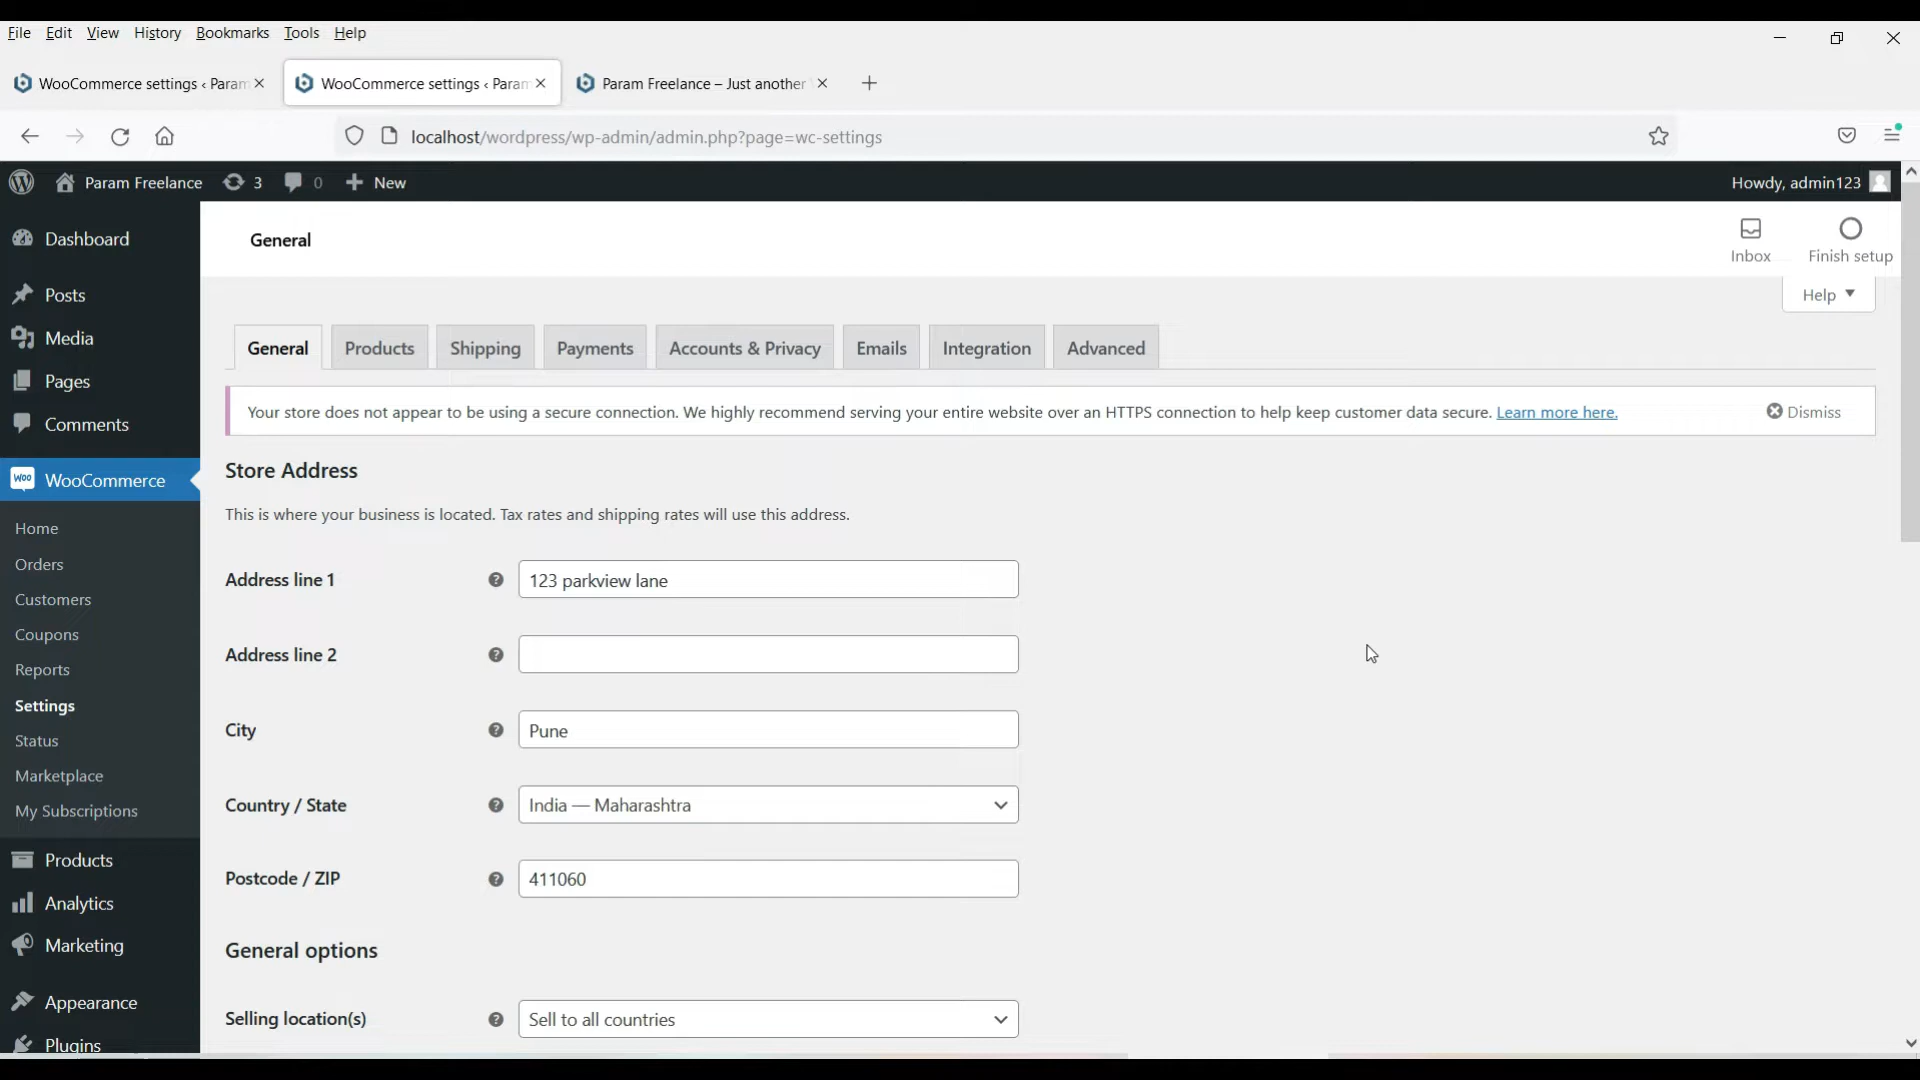 File Edit View History Bookmarks Tools Help
WooCommerce settings ‹ Param
WooCommerce settings ‹ Param
Param Freelance – Just another
localhost/wordpress/wp-admin/admin.php?page=wc-settings
Param Freelance 3 0 New
Howdy, admin123
Dashboard
Posts
Media
Pages
Comments
WooCommerce
Home
Orders
Customers
Coupons
Reports
Settings
Status
Marketplace
My Subscriptions
Products
Analytics
Marketing
Appearance
Plugins
General
Inbox
Finish setup
Help
General Products Shipping Payments Accounts & Privacy Emails Integration Advanced
Your store does not appear to be using a secure connection. We highly recommend serving your entire website over an HTTPS connection to help keep customer data secure. Learn more here. Dismiss
Store Address
This is where your business is located. Tax rates and shipping rates will use this address.
Address line 1 123 parkview lane
Address line 2
City Pune
Country / State India — Maharashtra
Postcode / ZIP 411060
General options
Selling location(s) Sell to all countries